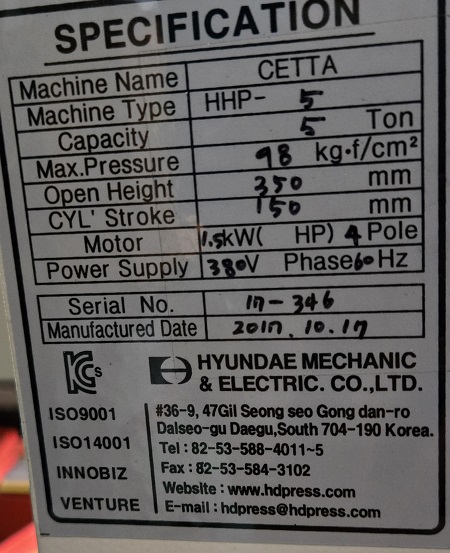 SPECIFICATION
Machine Name CETTA
Machine Type HHP- 5
Capacity 5 Ton
Max.Pressure 98 kg·f/cm²
Open Height 350 mm
CYL' Stroke 150 mm
Motor 1.5kW( HP) 4 Pole
Power Supply 380V Phase60Hz
Serial No. 17-346
Manufactured Date 2017. 10. 17
KCs
HYUNDAE MECHANIC
& ELECTRIC. CO.,LTD.
ISO9001
ISO14001
INNOBIZ
VENTURE
#36-9, 47Gil Seong seo Gong dan-ro
Dalseo-gu Daegu,South 704-190 Korea.
Tel : 82-53-588-4011~5
Fax : 82-53-584-3102
Website : www.hdpress.com
E-mail : hdpress@hdpress.com